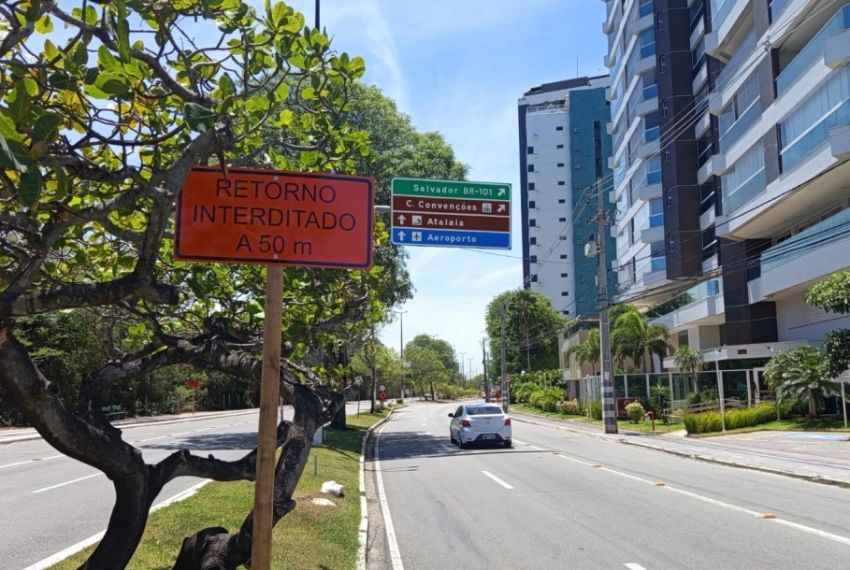 RETORNO
INTERDITADO
A 50 m
Salvador BR-101
C. Convenções
Atalaia
Aeroporto